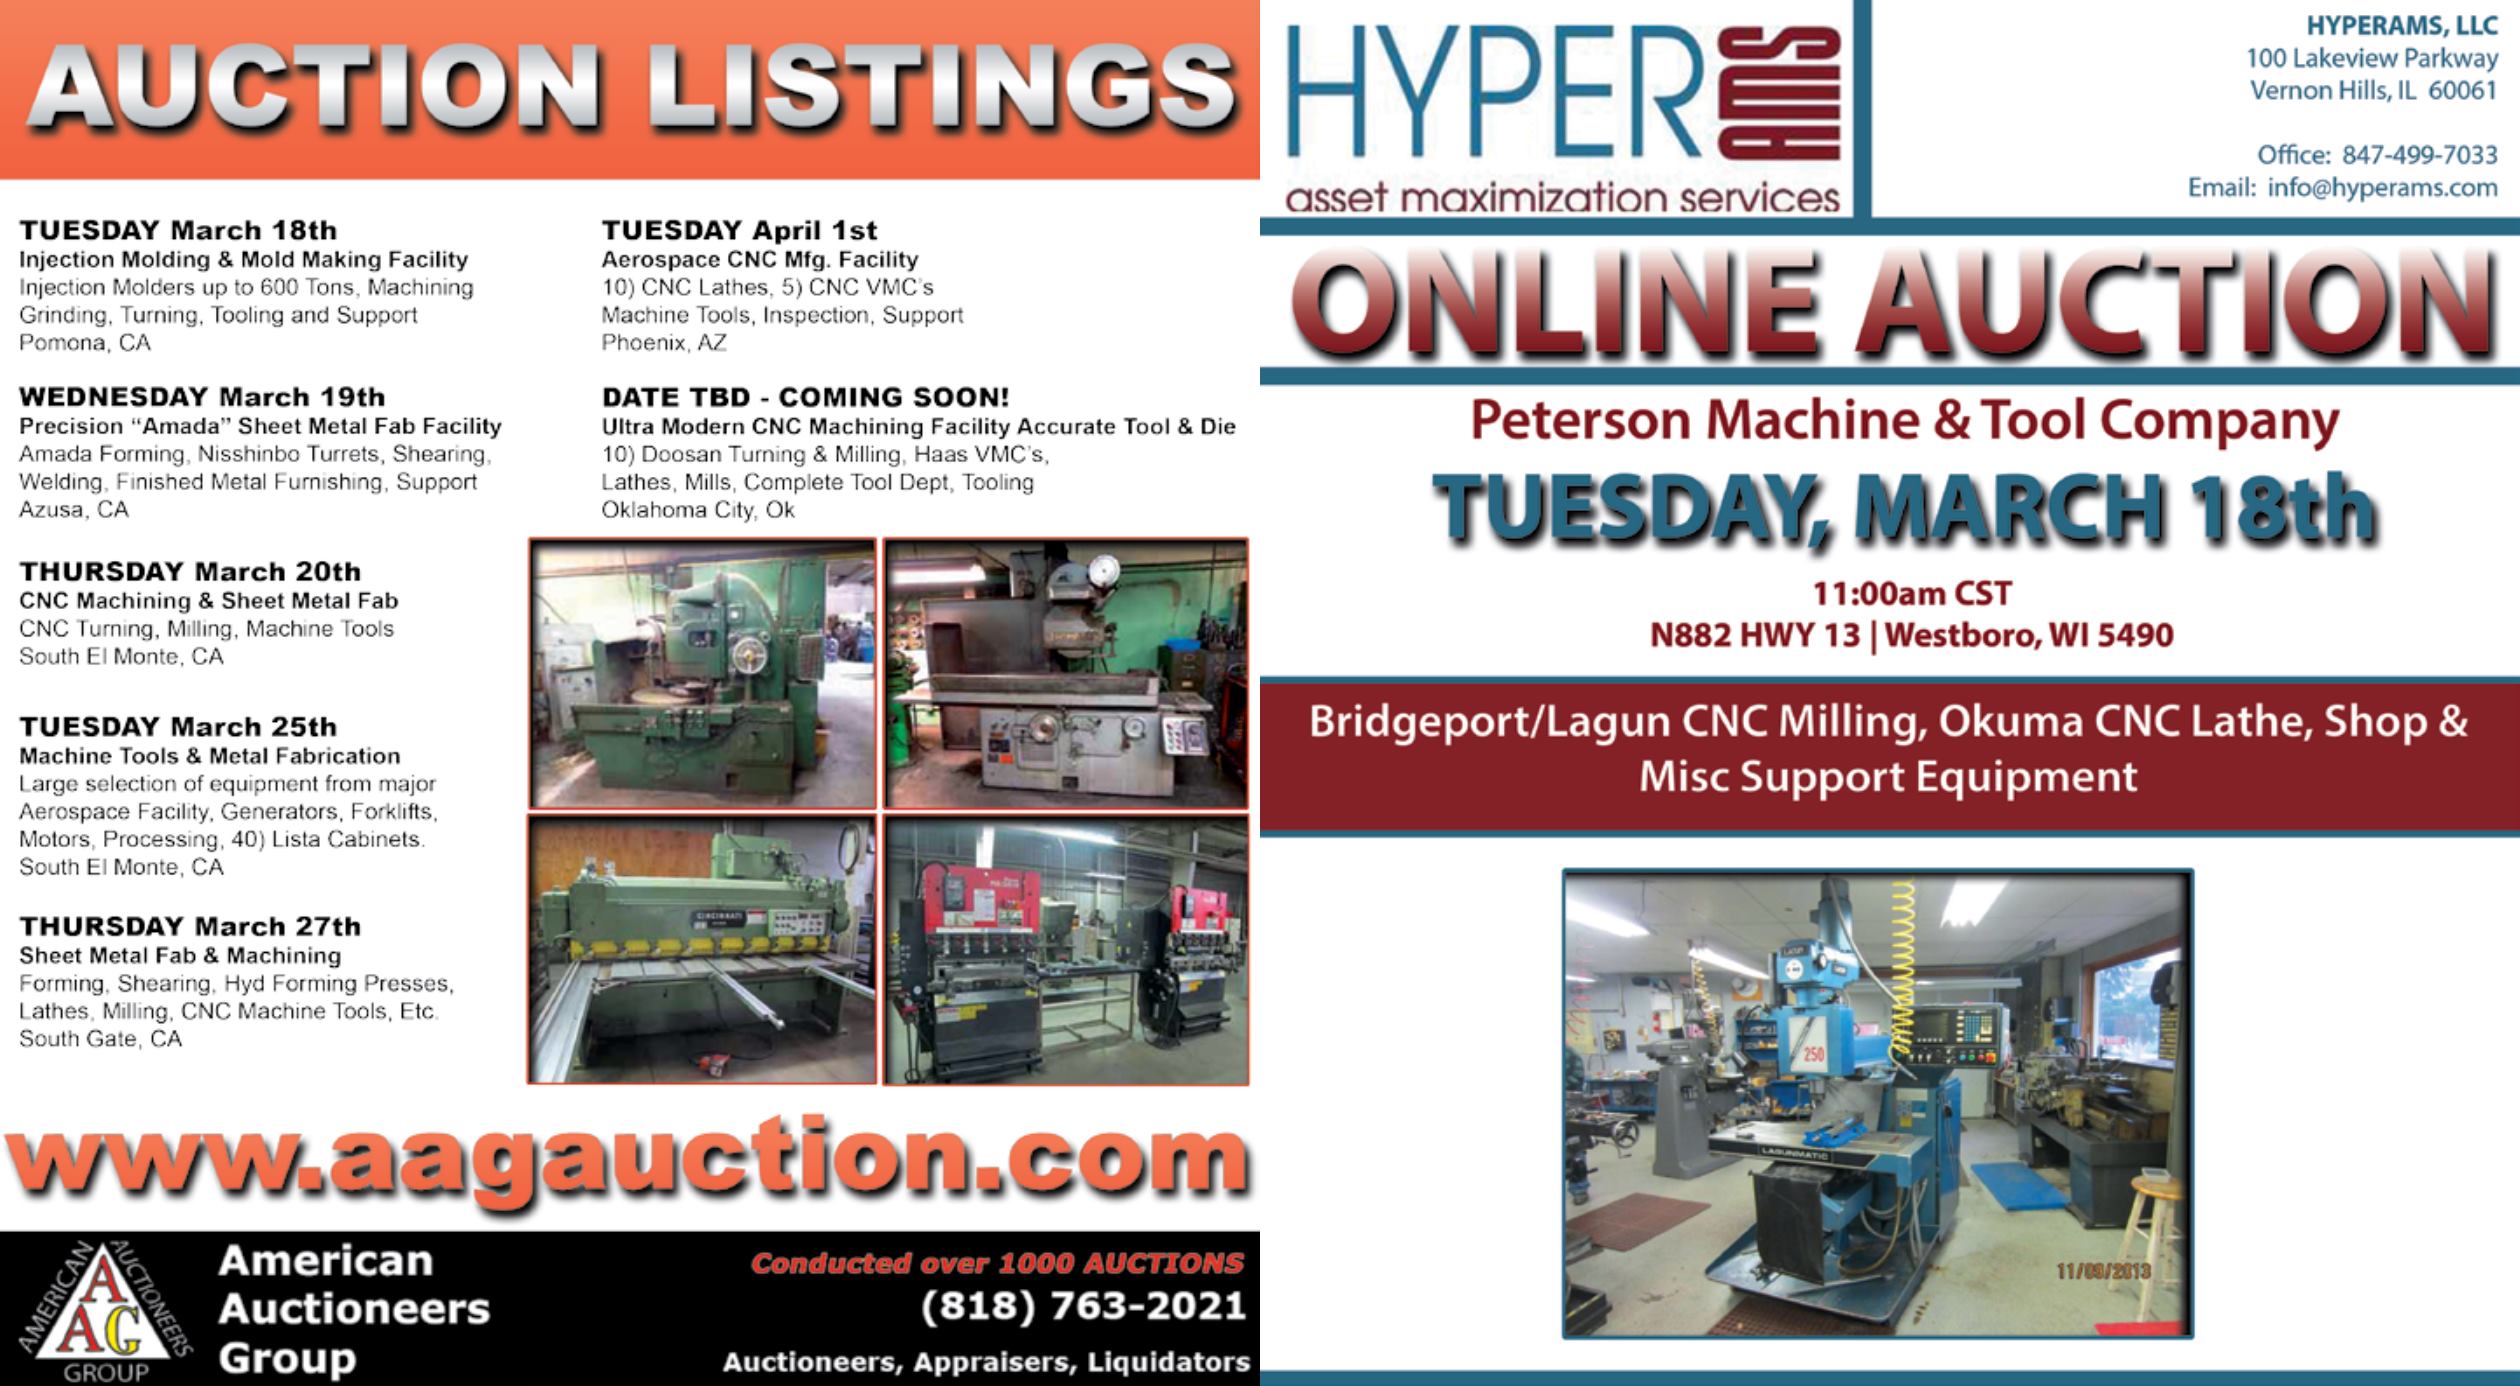 AUCTION LISTINGS
TUESDAY March 18th
Injection Molding & Mold Making Facility
Injection Molders up to 600 Tons, Machining
Grinding, Turning, Tooling and Support
Pomona, CA
WEDNESDAY March 19th
Precision “Amada” Sheet Metal Fab Facility
Amada Forming, Nisshinbo Turrets, Shearing,
Welding, Finished Metal Furnishing, Support
Azusa, CA
THURSDAY March 20th
CNC Machining & Sheet Metal Fab
CNC Turning, Milling, Machine Tools
South El Monte, CA
TUESDAY March 25th
Machine Tools & Metal Fabrication
Large selection of equipment from major
Aerospace Facility, Generators, Forklifts,
Motors, Processing, 40) Lista Cabinets.
South El Monte, CA
THURSDAY March 27th
Sheet Metal Fab & Machining
Forming, Shearing, Hyd Forming Presses,
Lathes, Milling, CNC Machine Tools, Etc.
South Gate, CA
TUESDAY April 1st
Aerospace CNC Mfg. Facility
10) CNC Lathes, 5) CNC VMC's
Machine Tools, Inspection, Support
Phoenix, AZ
DATE TBD - COMING SOON!
Ultra Modern CNC Machining Facility Accurate Tool & Die
10) Doosan Turning & Milling, Haas VMC's,
Lathes, Mills, Complete Tool Dept, Tooling
Oklahoma City, Ok
CINCINNATI
www.aagauction.com
AMERICAN AUCTIONEERS
A
AG
GROUP
American
Auctioneers
Group
Conducted over 1000 AUCTIONS
(818) 763-2021
Auctioneers, Appraisers, Liquidators
HYPER AMS
asset maximization services
HYPERAMS, LLC
100 Lakeview Parkway
Vernon Hills, IL 60061
Office: 847-499-7033
Email: info@hyperams.com
ONLINE AUCTION
Peterson Machine & Tool Company
TUESDAY, MARCH 18th
11:00am CST
N882 HWY 13 | Westboro, WI 5490
Bridgeport/Lagun CNC Milling, Okuma CNC Lathe, Shop &
Misc Support Equipment
LAGUN
250
LAGUNMATIC
11/09/2013